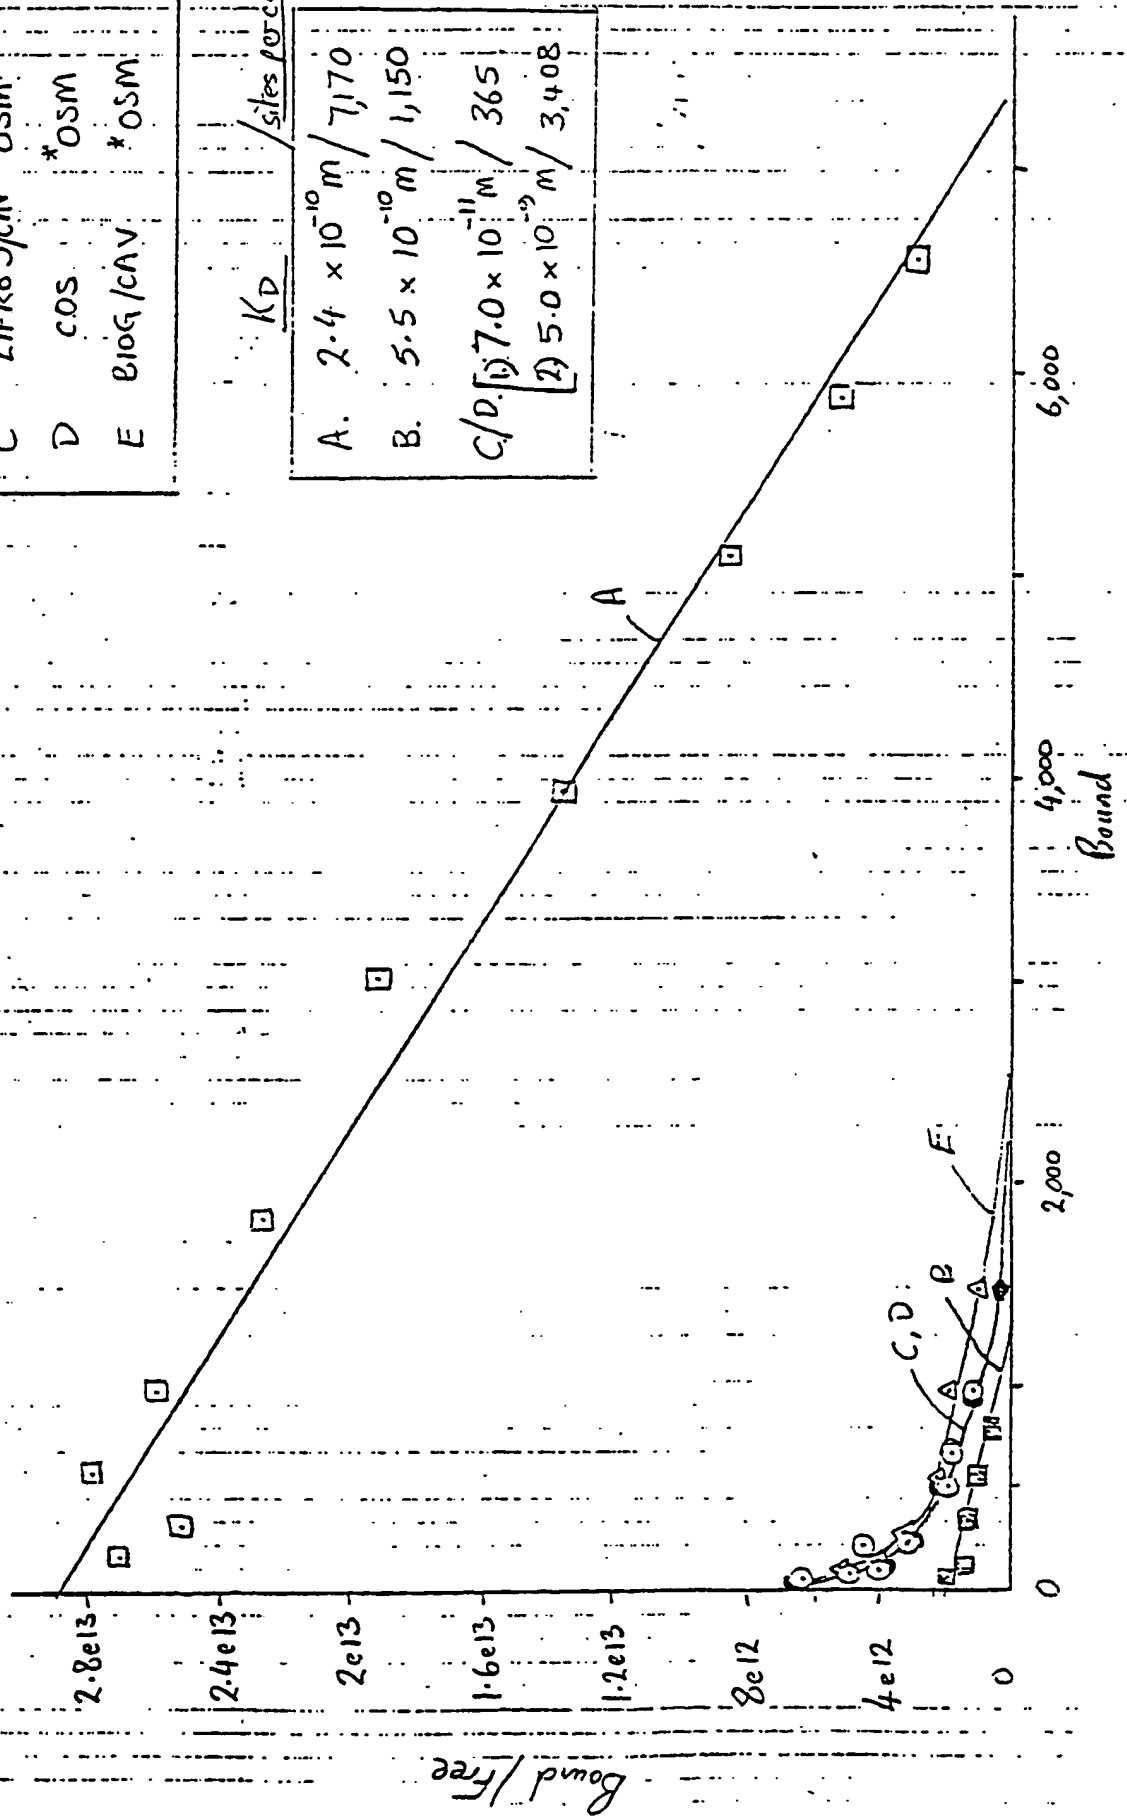 C
OSM
D COS *OSM
E BIOG/CAV *OSM
KD / sites per
A. 2.4 x 10⁻¹⁰ m / 7,170
B. 5.5 x 10⁻¹⁰ m / 1,150
C/D. [1) 7.0 x 10⁻¹¹ m / 365
2) 5.0 x 10⁻⁹ m / 3,408
Bound / Free
2.8e13
2.4e13
2e13
1.6e13
1.2e13
8e12
4e12
0
A
C, D
B
E
0
2,000
4,000
6,000
Bound